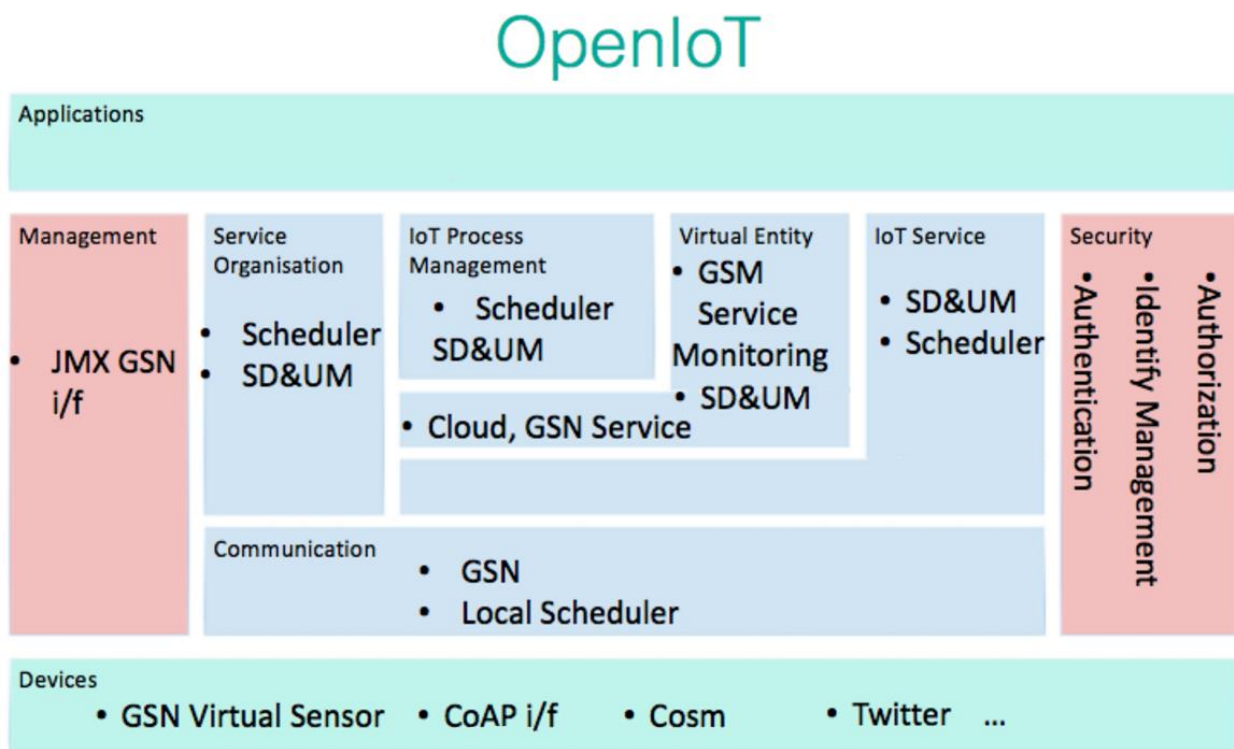 OpenIoT
Applications
Management
• JMX GSN
i/f
Service
Organisation
• Scheduler
• SD&UM
IoT Process
Management
• Scheduler
SD&UM
Virtual Entity
• GSM
Service
Monitoring
• SD&UM
• Cloud, GSN Service
IoT Service
• SD&UM
• Scheduler
Security
• Authentication
• Identify Management
• Authorization
Communication
• GSN
• Local Scheduler
Devices
• GSN Virtual Sensor • CoAP i/f • Cosm • Twitter ...